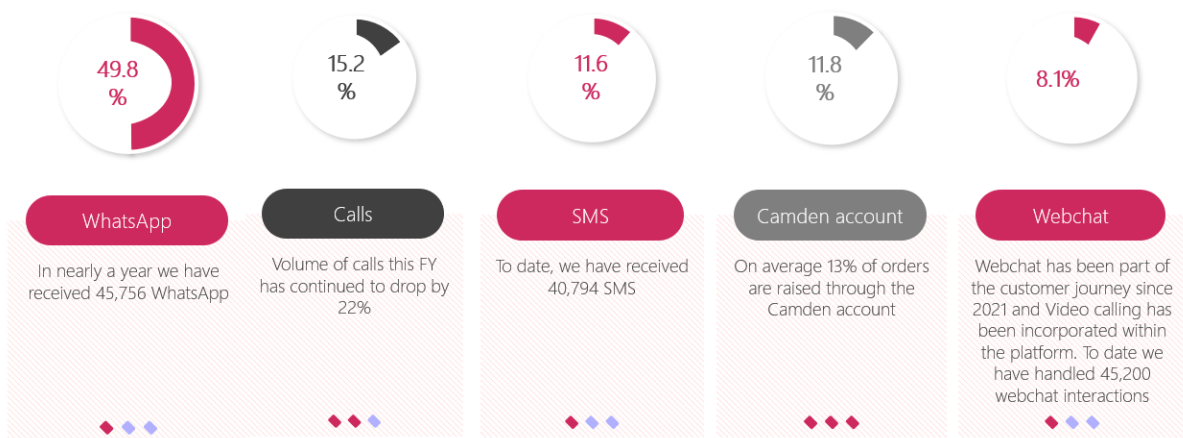 49.8
%
15.2
%
11.6
%
11.8
%
8.1%
WhatsApp
Calls
SMS
Camden account
Webchat
In nearly a year we have
received 45,756 WhatsApp
Volume of calls this FY
has continued to drop by
22%
To date, we have received
40,794 SMS
On average 13% of orders
are raised through the
Camden account
Webchat has been part of
the customer journey since
2021 and Video calling has
been incorporated within
the platform. To date we
have handled 45,200
webchat interactions